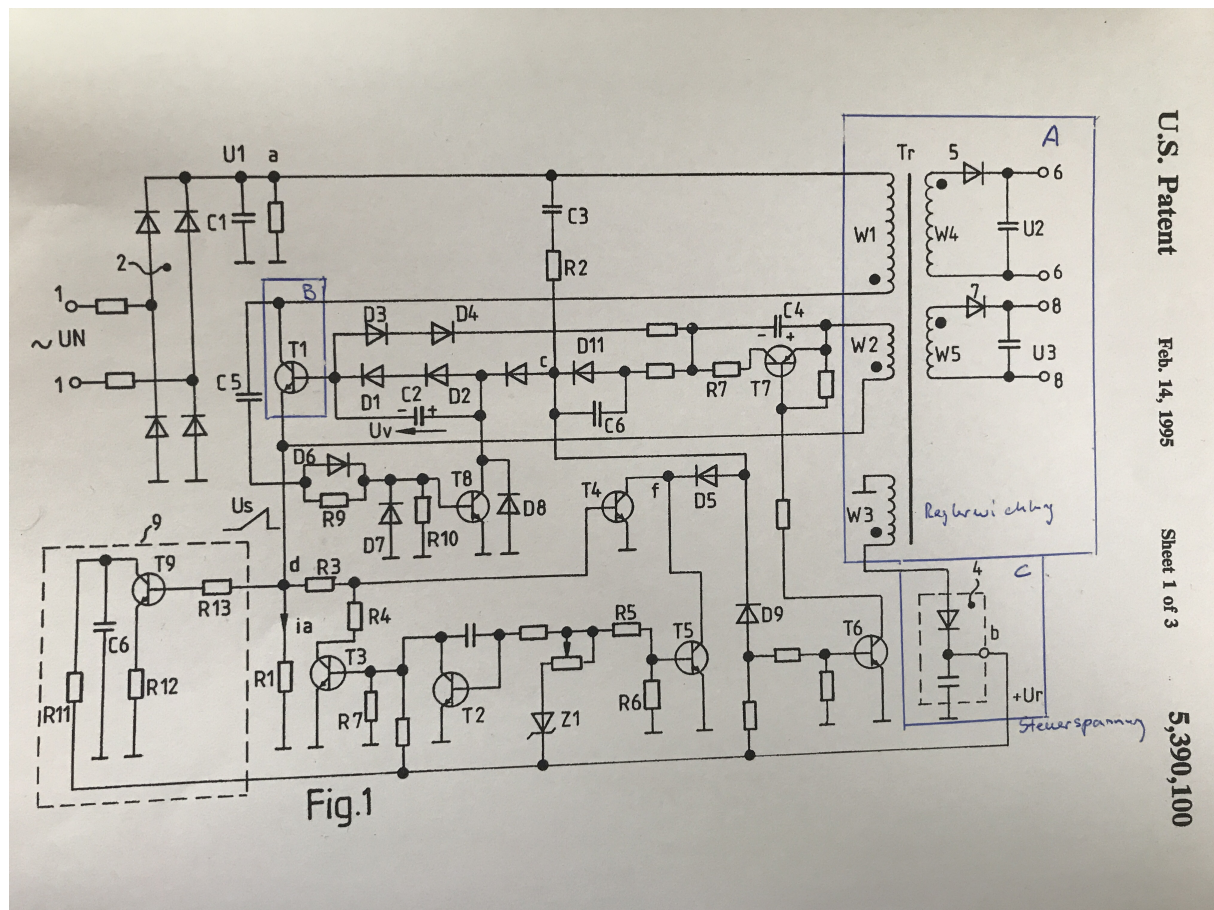 U.S. Patent
Feb. 14, 1995
Sheet 1 of 3
5,390,100
A
U1 a
Tr 5
6
C1
C3
W1 W4 U2
2
R2
6
1
B
7 8
D3 D4 C4
- +
~ UN
T1 c D11 W2 W5 U3
1
C5 D1 D2 R7 T7 8
C2
- +
C6
Uv
D6
T8 T4 f D5
Us
R9 D8 W3 Reglerwicklung
9
D7 R10
d
C
4
T9 R3
R13
R4
C6 ia R5 T5 D9 T6 b
T3
R1
R12 +Ur
R11 R7 T2 Z1 R6
Steuerspannung
Fig.1